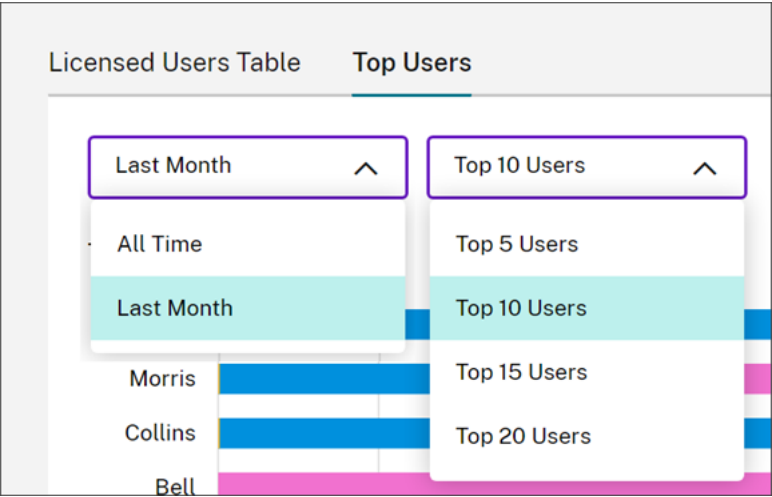 Licensed Users Table
Top Users
Last Month
Top 10 Users
All Time
Last Month
Top 5 Users
Top 10 Users
Top 15 Users
Top 20 Users
Morris
Collins
Bell